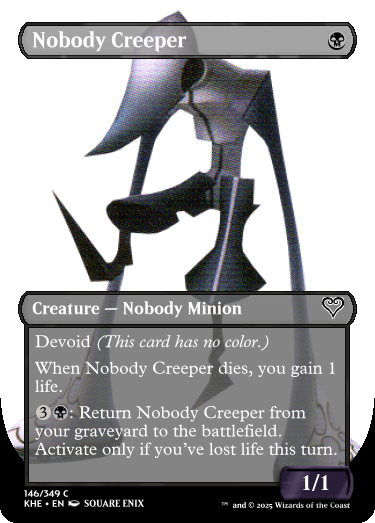 Nobody Creeper
Creature — Nobody Minion
Devoid (This card has no color.)
When Nobody Creeper dies, you gain 1
life.
3: Return Nobody Creeper from
your graveyard to the battlefield.
Activate only if you've lost life this turn.
1/1
146/349 C
KHE • EN SQUARE ENIX
™ and © 2025 Wizards of the Coast